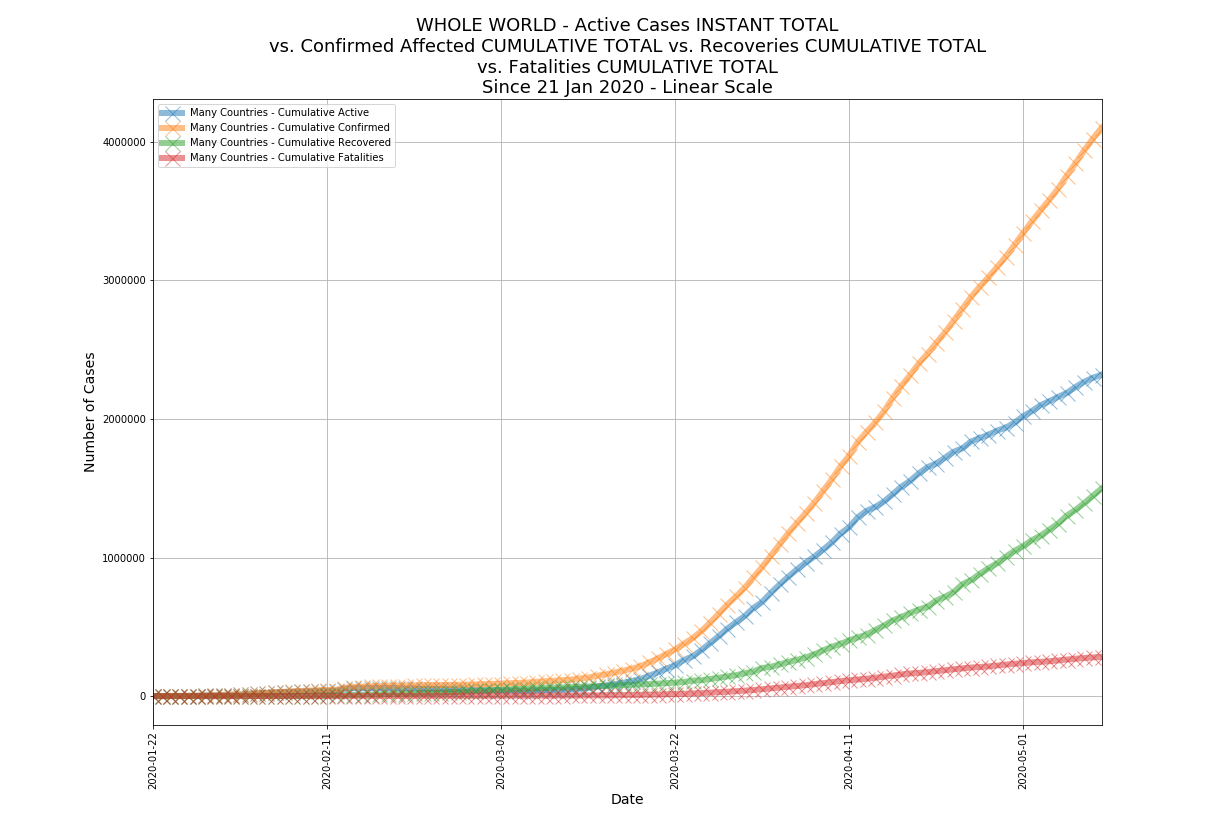 WHOLE WORLD - Active Cases INSTANT TOTAL
vs. Confirmed Affected CUMULATIVE TOTAL vs. Recoveries CUMULATIVE TOTAL
vs. Fatalities CUMULATIVE TOTAL
Since 21 Jan 2020 - Linear Scale
Many Countries - Cumulative Active
Many Countries - Cumulative Confirmed
Many Countries - Cumulative Recovered
Many Countries - Cumulative Fatalities
Number of Cases
4000000
3000000
2000000
1000000
0
2020-01-22
2020-02-11
2020-03-02
2020-03-22
2020-04-11
2020-05-01
Date